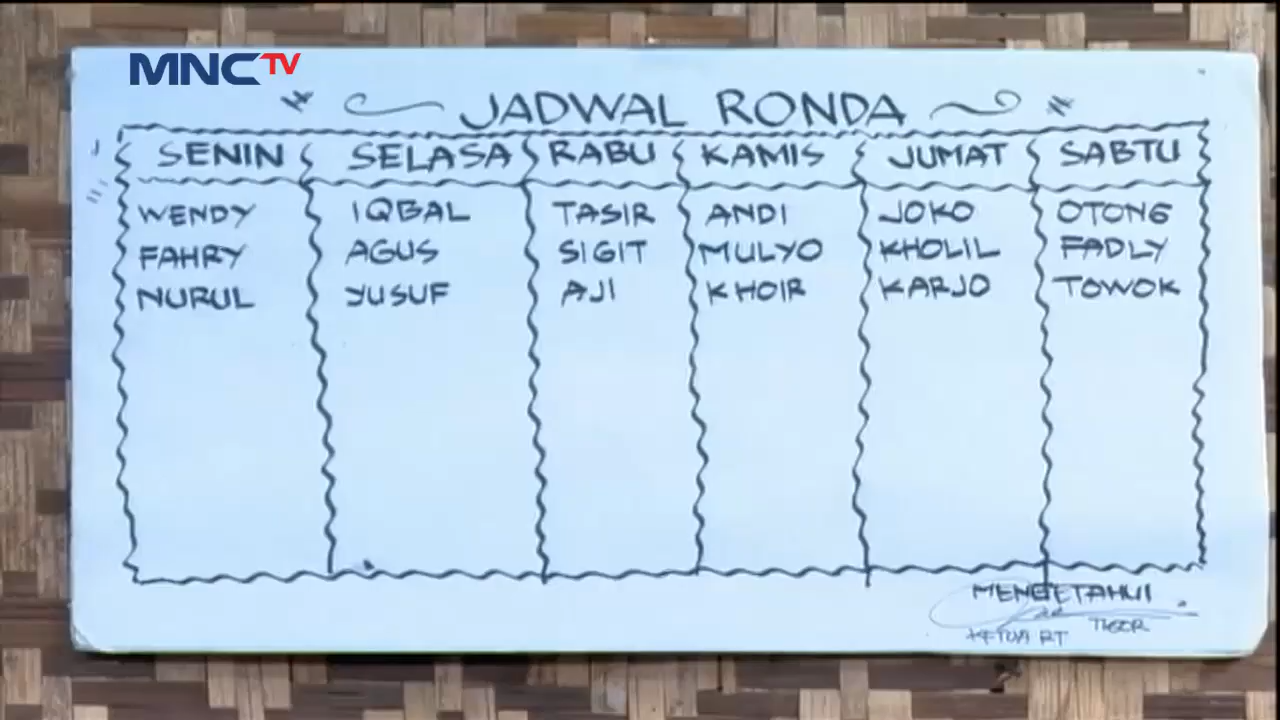 MNCTV
JADWAL RONDA
SENIN SELASA RABU KAMIS JUMAT SABTU
WENDY IQBAL TASIR ANDI JOKO OTONG
FAHRY AGUS SIGIT MULYO KHOLIL FADLY
NURUL YUSUF AJI KHOIR KARJO TOWOK
MENGETAHUI
TIGOR
KETUA RT